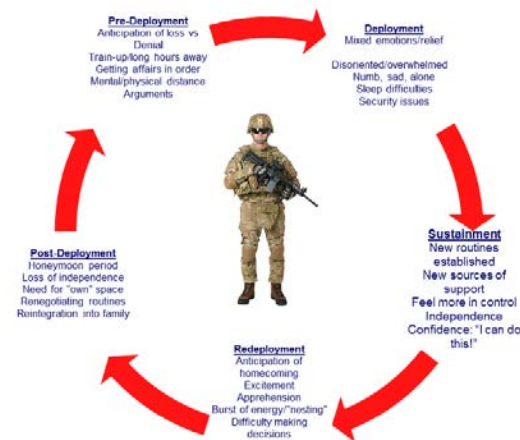 Pre-Deployment
Anticipation of loss vs
Denial
Train-up/long hours away
Getting affairs in order
Mental/physical distance
Arguments
Deployment
Mixed emotions/relief
Disoriented/overwhelmed
Numb, sad, alone
Sleep difficulties
Security issues
Sustainment
New routines
established
New sources of
support
Feel more in control
Independence
Confidence: "I can do
this!"
Redeployment
Anticipation of
homecoming
Excitement
Apprehension
Burst of energy/"nesting"
Difficulty making
decisions
Post-Deployment
Honeymoon period
Loss of independence
Need for "own" space
Renegotiating routines
Reintegration into family